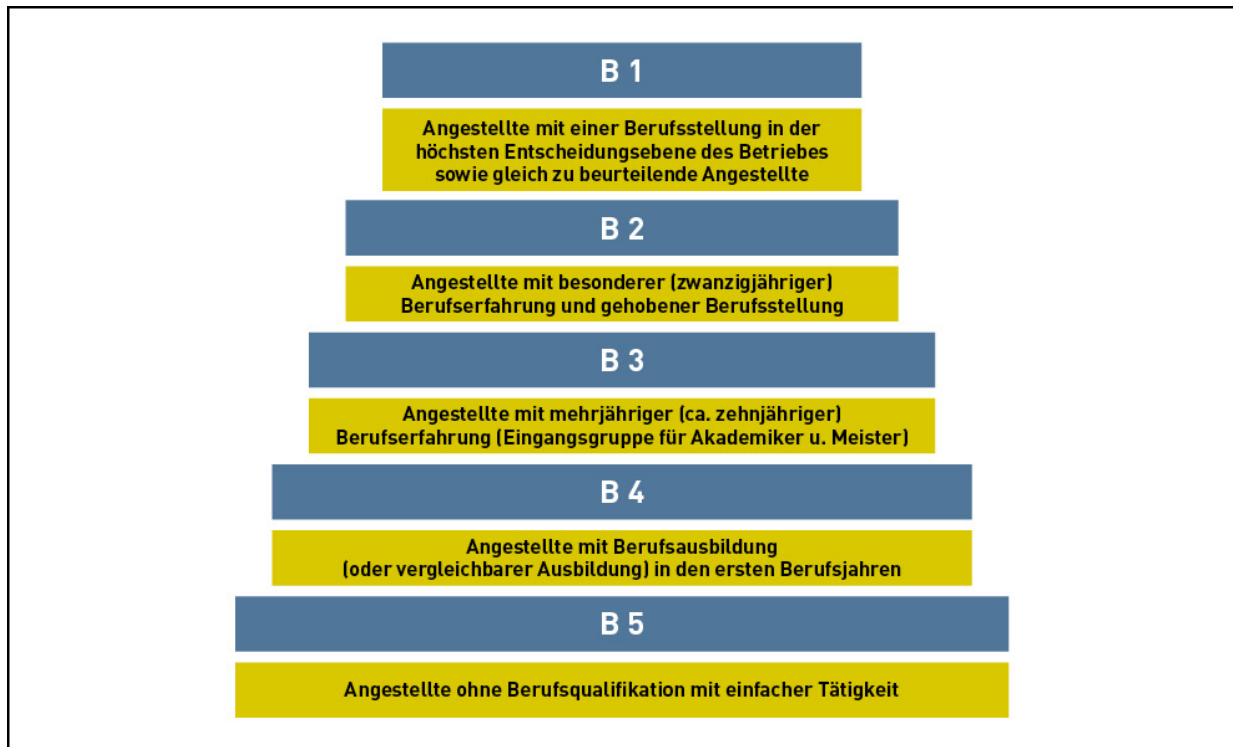 B 1
Angestellte mit einer Berufsstellung in der
höchsten Entscheidungsebene des Betriebes
sowie gleich zu beurteilende Angestellte
B 2
Angestellte mit besonderer (zwanzigjähriger)
Berufserfahrung und gehobener Berufsstellung
B 3
Angestellte mit mehrjähriger (ca. zehnjähriger)
Berufserfahrung (Eingangsgruppe für Akademiker u. Meister)
B 4
Angestellte mit Berufsausbildung
(oder vergleichbarer Ausbildung) in den ersten Berufsjahren
B 5
Angestellte ohne Berufsqualifikation mit einfacher Tätigkeit